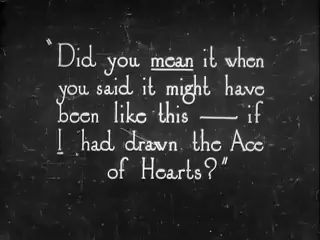 "Did you mean it when
you said it might have
been like this — if
I had drawn the Ace
of Hearts?"